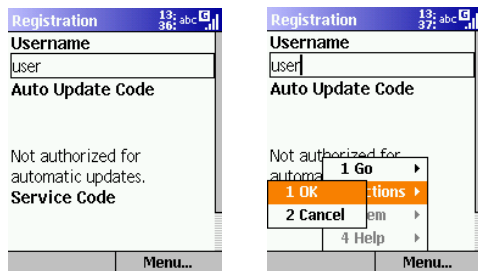 Registration 13: 36: abc G
Username
user
Auto Update Code
Not authorized for
automatic updates.
Service Code
Menu...
Registration 13: 37: abc G
Username
user
Auto Update Code
Not authorized for
automa
1 Go
1 OK
ctions
2 Cancel
em
4 Help
Menu...